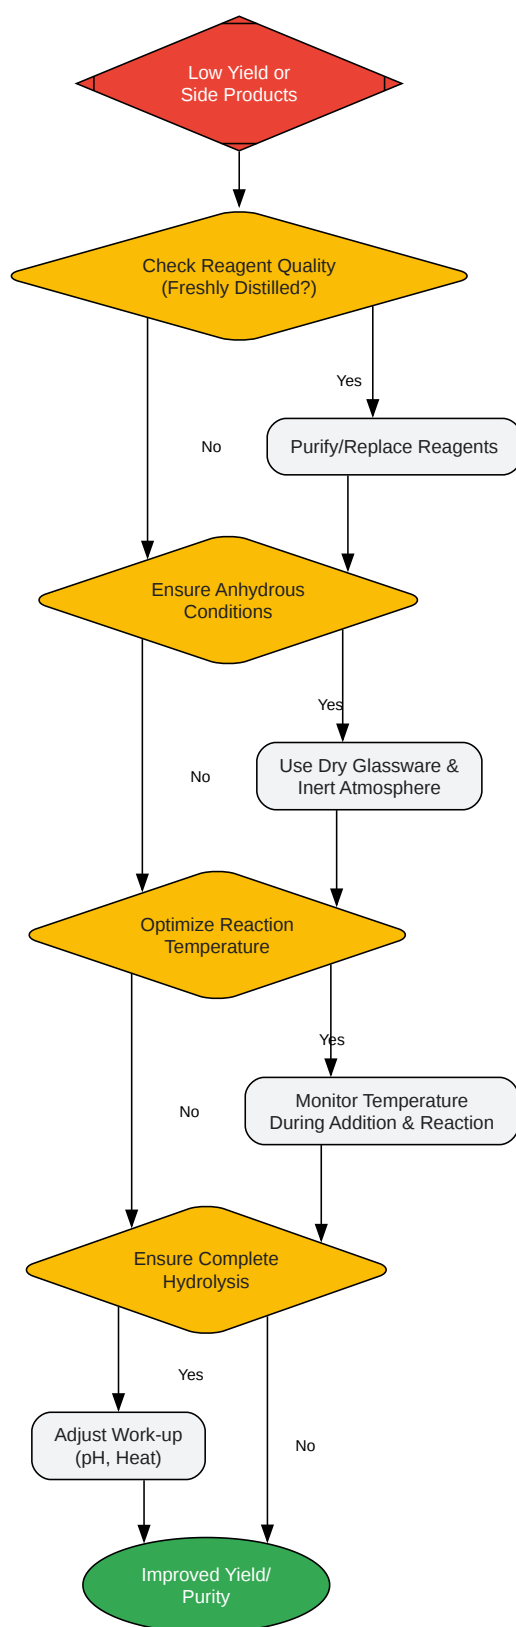 Low Yield or
Side Products
Check Reagent Quality
(Freshly Distilled?)
Yes
No
Purify/Replace Reagents
Ensure Anhydrous
Conditions
Yes
No
Use Dry Glassware &
Inert Atmosphere
Optimize Reaction
Temperature
Yes
No
Monitor Temperature
During Addition & Reaction
Ensure Complete
Hydrolysis
Yes
Adjust Work-up
(pH, Heat)
No
Improved Yield/
Purity